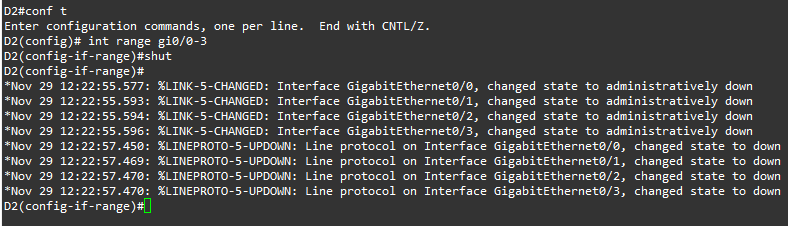 D2#conf t
Enter configuration commands, one per line.  End with CNTL/Z.
D2(config)# int range gi0/0-3
D2(config-if-range)#shut
D2(config-if-range)#
*Nov 29 12:22:55.577: %LINK-5-CHANGED: Interface GigabitEthernet0/0, changed state to administratively down
*Nov 29 12:22:55.593: %LINK-5-CHANGED: Interface GigabitEthernet0/1, changed state to administratively down
*Nov 29 12:22:55.594: %LINK-5-CHANGED: Interface GigabitEthernet0/2, changed state to administratively down
*Nov 29 12:22:55.596: %LINK-5-CHANGED: Interface GigabitEthernet0/3, changed state to administratively down
*Nov 29 12:22:57.450: %LINEPROTO-5-UPDOWN: Line protocol on Interface GigabitEthernet0/0, changed state to down
*Nov 29 12:22:57.469: %LINEPROTO-5-UPDOWN: Line protocol on Interface GigabitEthernet0/1, changed state to down
*Nov 29 12:22:57.470: %LINEPROTO-5-UPDOWN: Line protocol on Interface GigabitEthernet0/2, changed state to down
*Nov 29 12:22:57.470: %LINEPROTO-5-UPDOWN: Line protocol on Interface GigabitEthernet0/3, changed state to down
D2(config-if-range)#